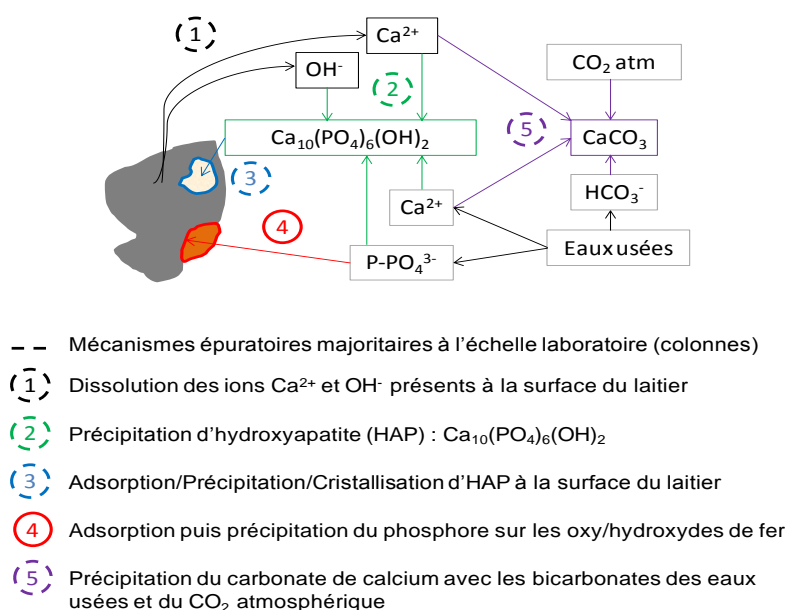 1
Ca²⁺
OH⁻
CO₂ atm
2
Ca₁₀(PO₄)₆(OH)₂
5
CaCO₃
3
Ca²⁺
HCO₃⁻
4
P-PO₄³⁻
Eaux usées
Mécanismes épuratoires majoritaires à l'échelle laboratoire (colonnes)
1 Dissolution des ions Ca²⁺ et OH⁻ présents à la surface du laitier
2 Précipitation d'hydroxyapatite (HAP) : Ca₁₀(PO₄)₆(OH)₂
3 Adsorption/Précipitation/Cristallisation d'HAP à la surface du laitier
4 Adsorption puis précipitation du phosphore sur les oxy/hydroxydes de fer
5 Précipitation du carbonate de calcium avec les bicarbonates des eaux
usées et du CO₂ atmosphérique